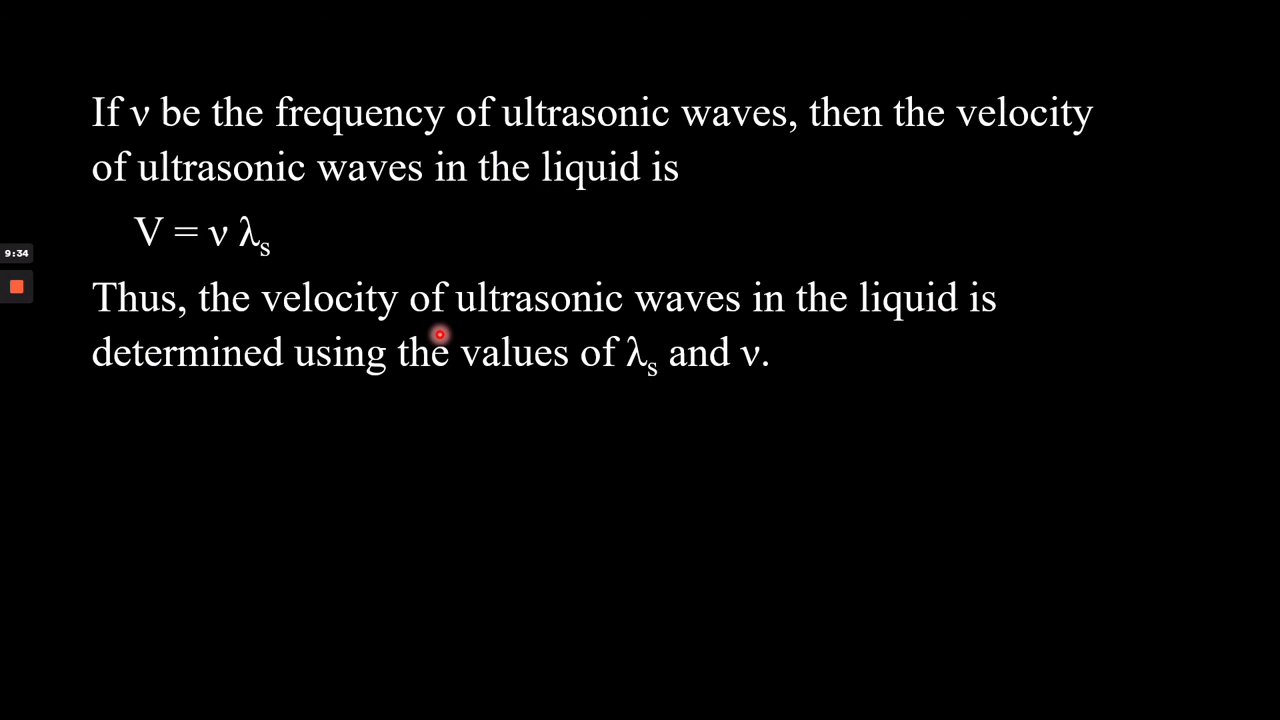 If ν be the frequency of ultrasonic waves, then the velocity
of ultrasonic waves in the liquid is
V = ν λₛ
9:34
Thus, the velocity of ultrasonic waves in the liquid is
determined using the values of λₛ and ν.